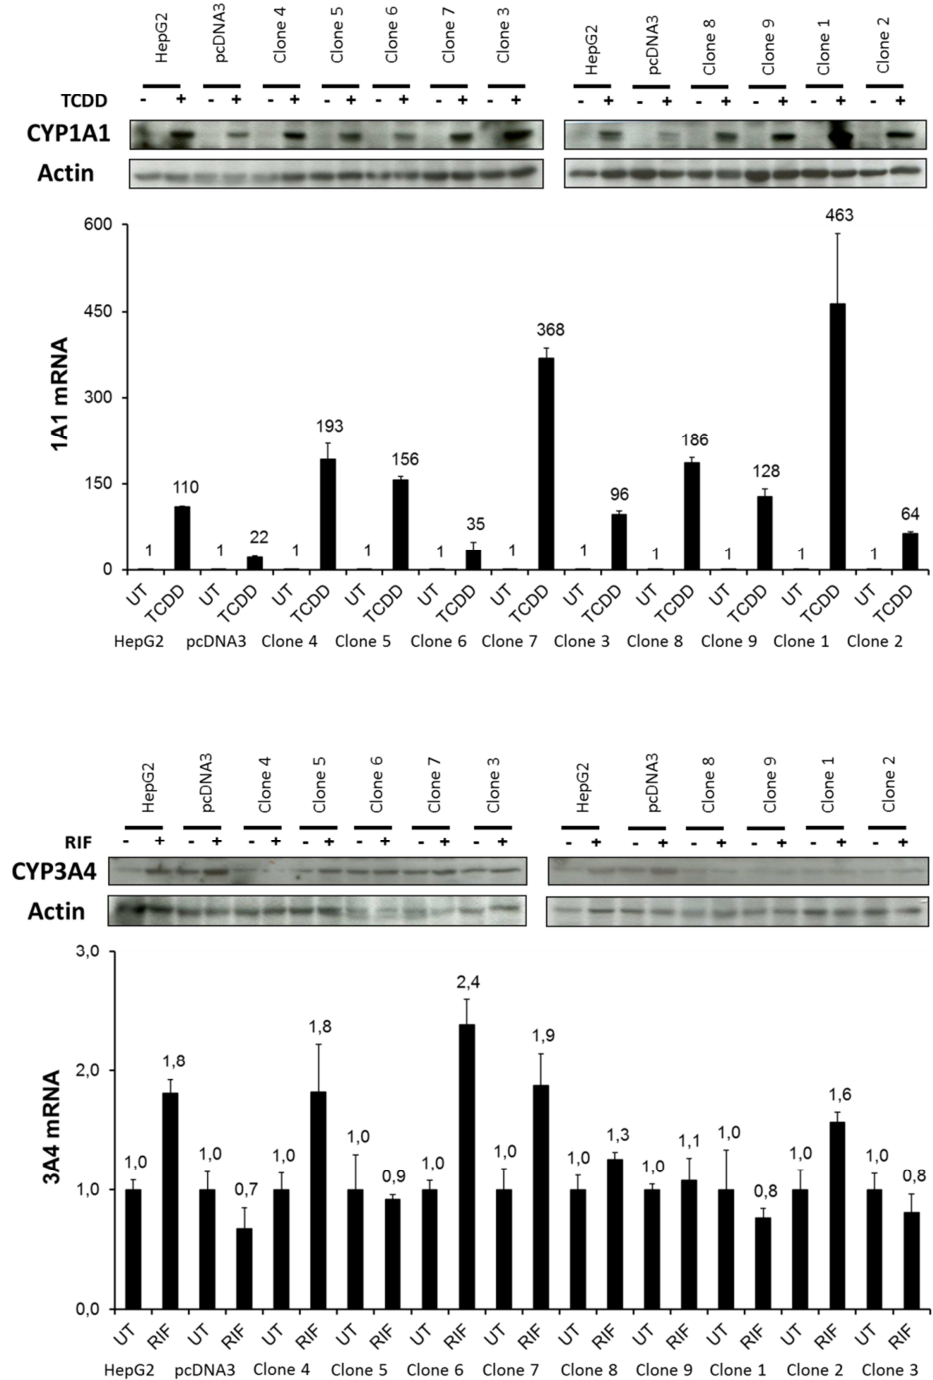 HepG2 pcDNA3 Clone 4 Clone 5 Clone 6 Clone 7 Clone 3 HepG2 pcDNA3 Clone 8 Clone 9 Clone 1 Clone 2
TCDD - + - + - + - + - + - + - + - + - + - + - + - + - +
CYP1A1
Actin
600
450
300
150
0
1A1 mRNA
1 110 1 22 1 193 1 156 1 35 1 368 1 96 1 186 1 128 1 463 1 64
UT TCDD UT TCDD UT TCDD UT TCDD UT TCDD UT TCDD UT TCDD UT TCDD UT TCDD UT TCDD UT TCDD
HepG2 pcDNA3 Clone 4 Clone 5 Clone 6 Clone 7 Clone 3 Clone 8 Clone 9 Clone 1 Clone 2
HepG2 pcDNA3 Clone 4 Clone 5 Clone 6 Clone 7 Clone 3 HepG2 pcDNA3 Clone 8 Clone 9 Clone 1 Clone 2
RIF - + - + - + - + - + - + - + - + - + - + - + - + - +
CYP3A4
Actin
3,0
2,0
1,0
0,0
3A4 mRNA
1,0 1,8 1,0 0,7 1,0 1,8 1,0 0,9 1,0 2,4 1,0 1,9 1,0 1,3 1,0 1,1 1,0 0,8 1,0 1,6 1,0 0,8
UT RIF UT RIF UT RIF UT RIF UT RIF UT RIF UT RIF UT RIF UT RIF UT RIF UT RIF
HepG2 pcDNA3 Clone 4 Clone 5 Clone 6 Clone 7 Clone 8 Clone 9 Clone 1 Clone 2 Clone 3